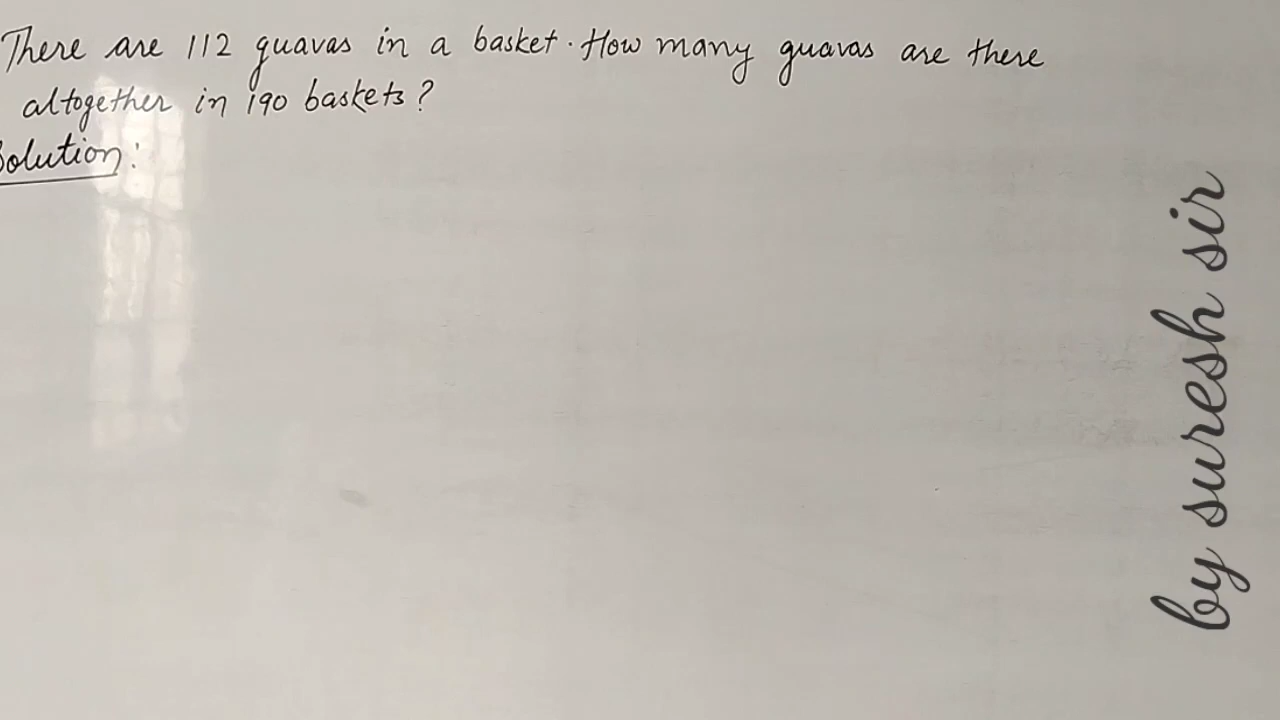 There are 112 guavas in a basket. How many guavas are there
altogether in 190 baskets?
Solution:
by suresh sir